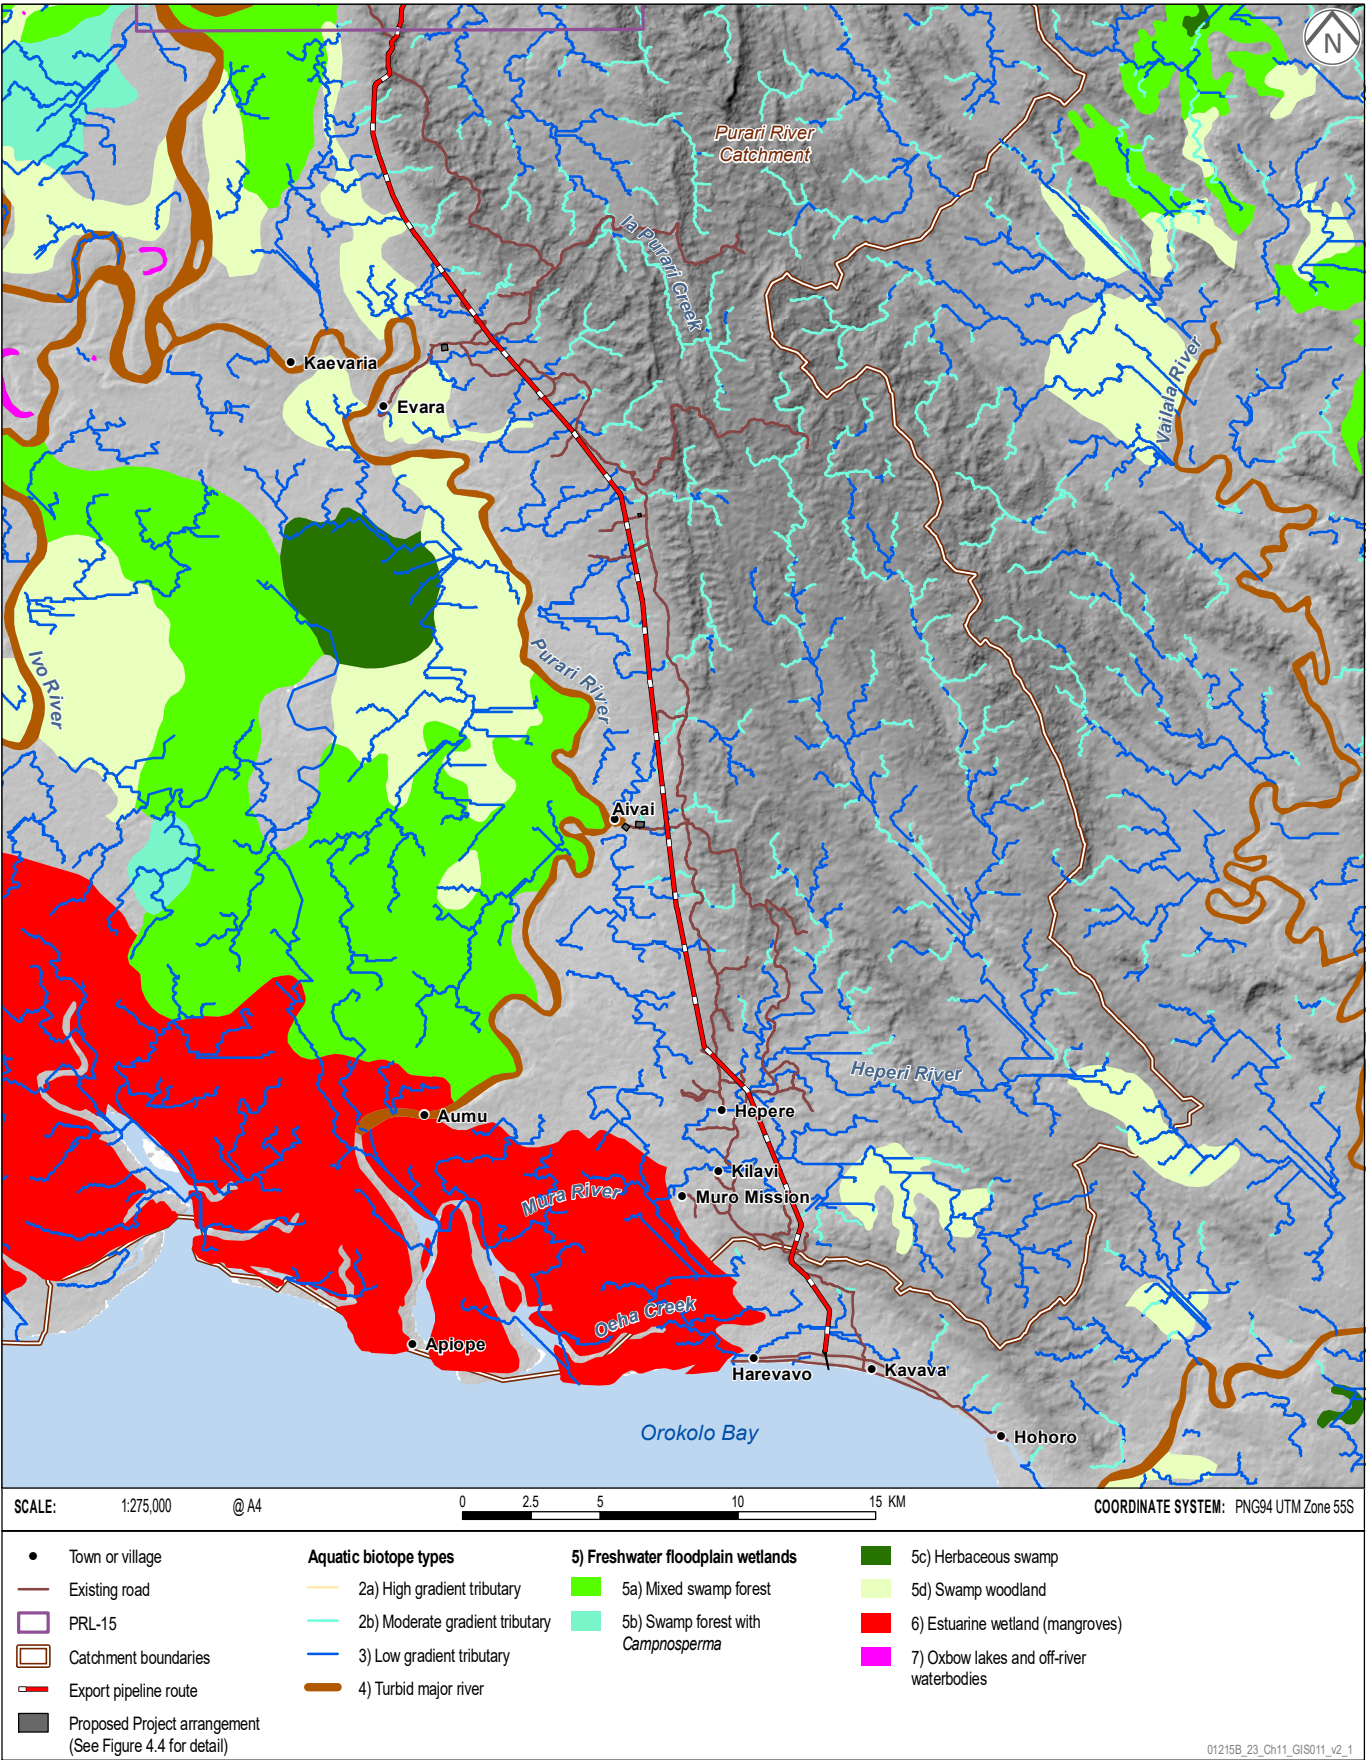 N
Purari River
Catchment
Ia Purari Creek
Kaevaria
Evara
Vailala River
Ivo River
Purari River
Aivai
Heperi River
Aumu
Hepere
Kilavi
Muro Mission
Mura River
Oeha Creek
Apiope
Harevavo
Kavava
Orokolo Bay
Hohoro
SCALE: 1:275,000 @ A4
0 2.5 5 10 15 KM
COORDINATE SYSTEM: PNG94 UTM Zone 55S
Town or village
Existing road
PRL-15
Catchment boundaries
Export pipeline route
Proposed Project arrangement
(See Figure 4.4 for detail)
Aquatic biotope types
2a) High gradient tributary
2b) Moderate gradient tributary
3) Low gradient tributary
4) Turbid major river
5) Freshwater floodplain wetlands
5a) Mixed swamp forest
5b) Swamp forest with
Campnosperma
5c) Herbaceous swamp
5d) Swamp woodland
6) Estuarine wetland (mangroves)
7) Oxbow lakes and off-river
waterbodies
01215B_23_Ch11_GIS011_v2_1